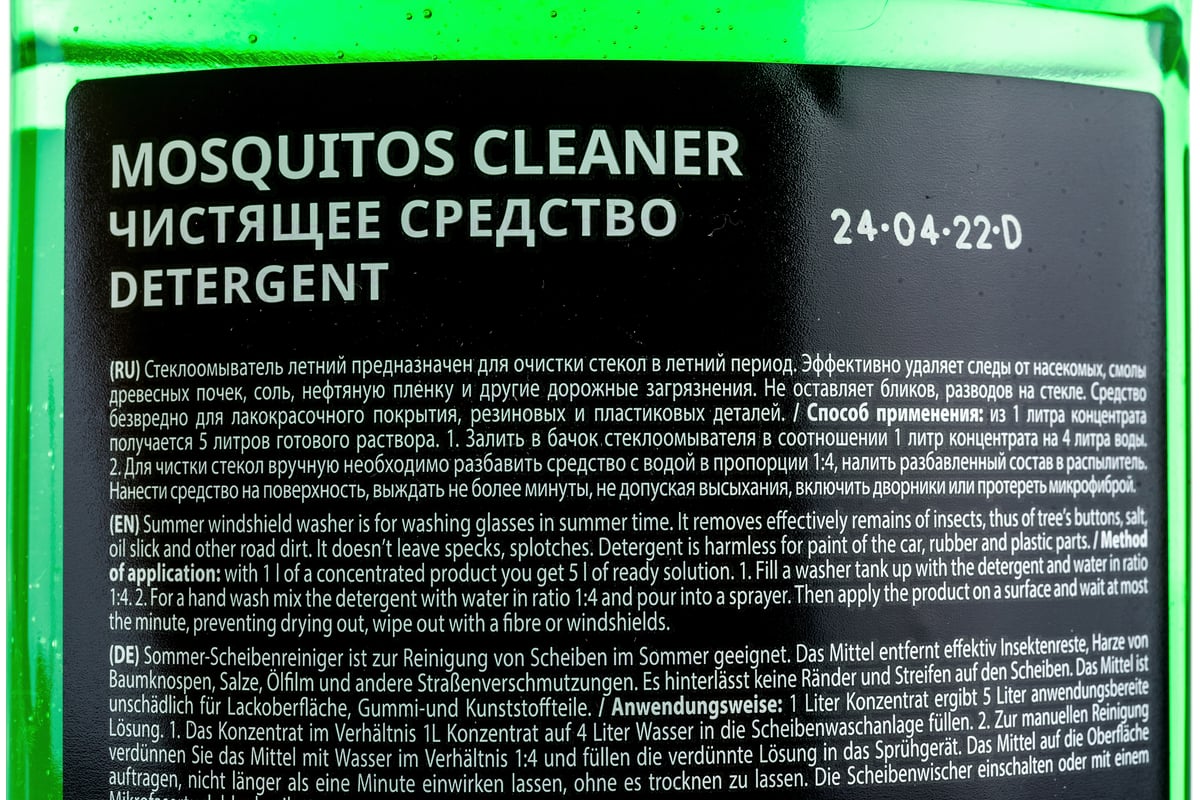 MOSQUITOS CLEANER
ЧИСТЯЩЕЕ СРЕДСТВО
24·04·22·D
DETERGENT
(RU) Стеклоомыватель летний предназначен для очистки стекол в летний период. Эффективно удаляет следы от насекомых, смолы
древесных почек, соль, нефтяную плёнку и другие дорожные загрязнения. Не оставляет бликов, разводов на стекле. Средство
безвредно для лакокрасочного покрытия, резиновых и пластиковых деталей. / Способ применения: из 1 литра концентрата
получается 5 литров готового раствора. 1. Залить в бачок стеклоомывателя в соотношении 1 литр концентрата на 4 литра воды.
2. Для чистки стекол вручную необходимо разбавить средство с водой в пропорции 1:4, налить разбавленный состав в распылитель.
Нанести средство на поверхность, выждать не более минуты, не допуская высыхания, включить дворники или протереть микрофиброй.
(EN) Summer windshield washer is for washing glasses in summer time. It removes effectively remains of insects, thus of tree's buttons, salt,
oil slick and other road dirt. It doesn't leave specks, splotches. Detergent is harmless for paint of the car, rubber and plastic parts. / Method
of application: with 1 l of a concentrated product you get 5 l of ready solution. 1. Fill a washer tank up with the detergent and water in ratio
1:4. 2. For a hand wash mix the detergent with water in ratio 1:4 and pour into a sprayer. Then apply the product on a surface and wait at most
the minute, preventing drying out, wipe out with a fibre or windshields.
(DE) Sommer-Scheibenreiniger ist zur Reinigung von Scheiben im Sommer geeignet. Das Mittel entfernt effektiv Insektenreste, Harze von
Baumknospen, Salze, Ölfilm und andere Straßenverschmutzungen. Es hinterlässt keine Ränder und Streifen auf den Scheiben. Das Mittel ist
unschädlich für Lackoberfläche, Gummi-und Kunststoffteile. / Anwendungsweise: 1 Liter Konzentrat ergibt 5 Liter anwendungsbereite
Lösung. 1. Das Konzentrat im Verhältnis 1L Konzentrat auf 4 Liter Wasser in die Scheibenwaschanlage füllen. 2. Zur manuellen Reinigung
verdünnen Sie das Mittel mit Wasser im Verhältnis 1:4 und füllen die verdünnte Lösung in das Sprühgerät. Das Mittel auf die Oberfläche
auftragen, nicht länger als eine Minute einwirken lassen, ohne es trocknen zu lassen. Die Scheibenwischer einschalten oder mit einem